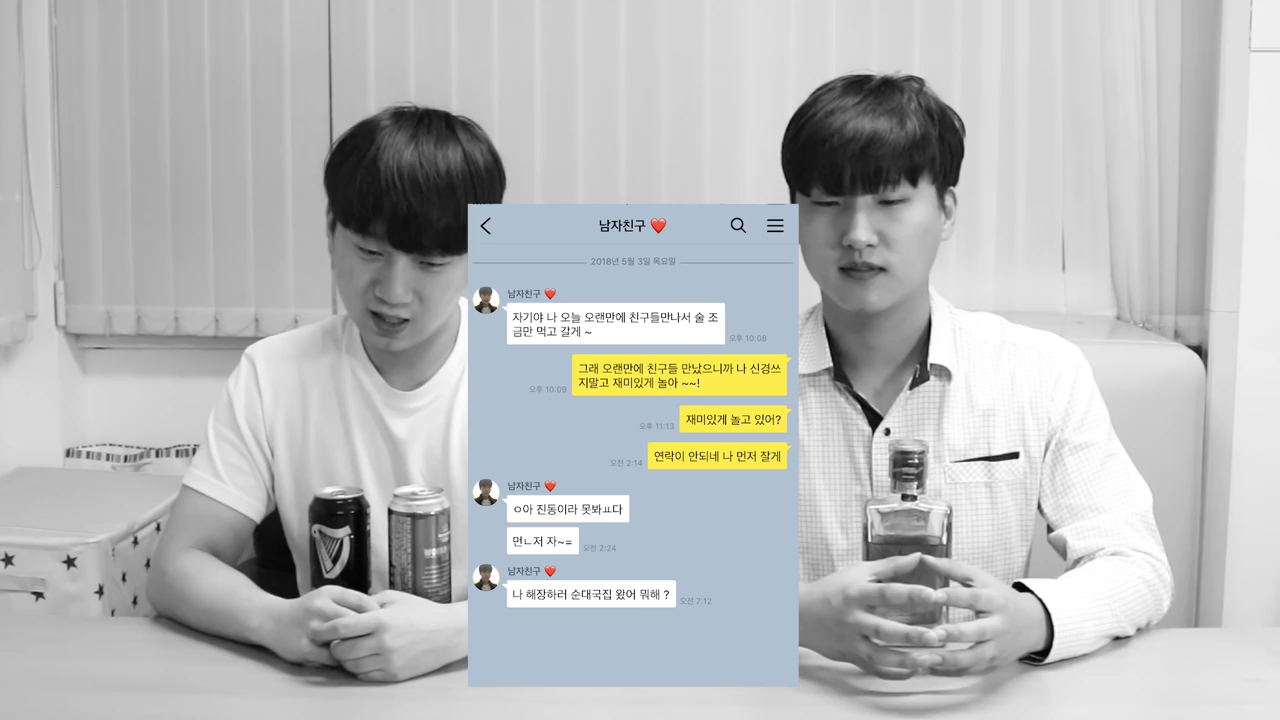 남자친구 ❤️
2018년 5월 3일 목요일
남자친구 ❤️
자기야 나 오늘 오랜만에 친구들만나서 술 조
금만 먹고 갈게 ~
오후 10:08
그래 오랜만에 친구들 만났으니까 나 신경쓰
지말고 재미있게 놀아 ~~!
오후 10:09
재미있게 놀고 있어?
오후 11:13
연락이 안되네 나 먼저 잘게
오전 2:14
남자친구 ❤️
ㅇ아 진동이라 못봐ㅛ다
먼ㄴ저 자~=
오전 2:24
남자친구 ❤️
나 해장하러 순대국집 왔어 뭐해 ?
오전 7:12